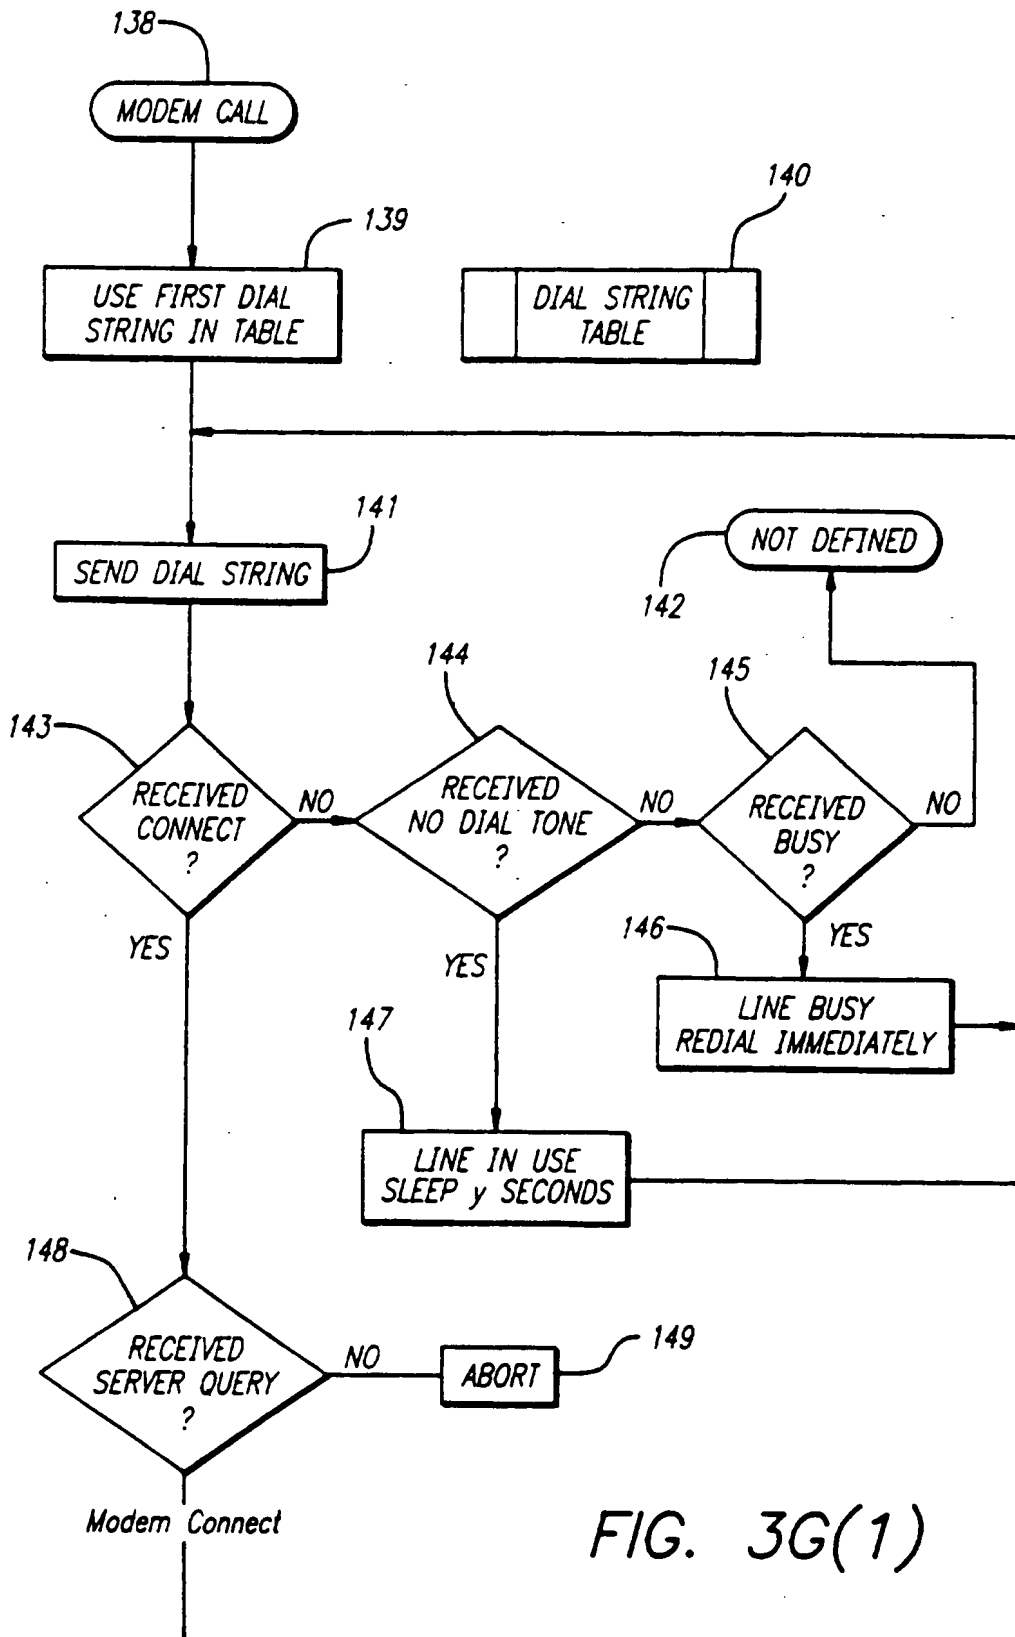 138
MODEM CALL
139
USE FIRST DIAL
STRING IN TABLE
140
DIAL STRING
TABLE
141
SEND DIAL STRING
NOT DEFINED
142
143
RECEIVED
CONNECT
?
NO
144
RECEIVED
NO DIAL TONE
?
NO
145
RECEIVED
BUSY
?
NO
YES
YES
YES
146
LINE BUSY
REDIAL IMMEDIATELY
147
LINE IN USE
SLEEP y SECONDS
148
RECEIVED
SERVER QUERY
?
NO
ABORT
149
Modem Connect
FIG. 3G(1)